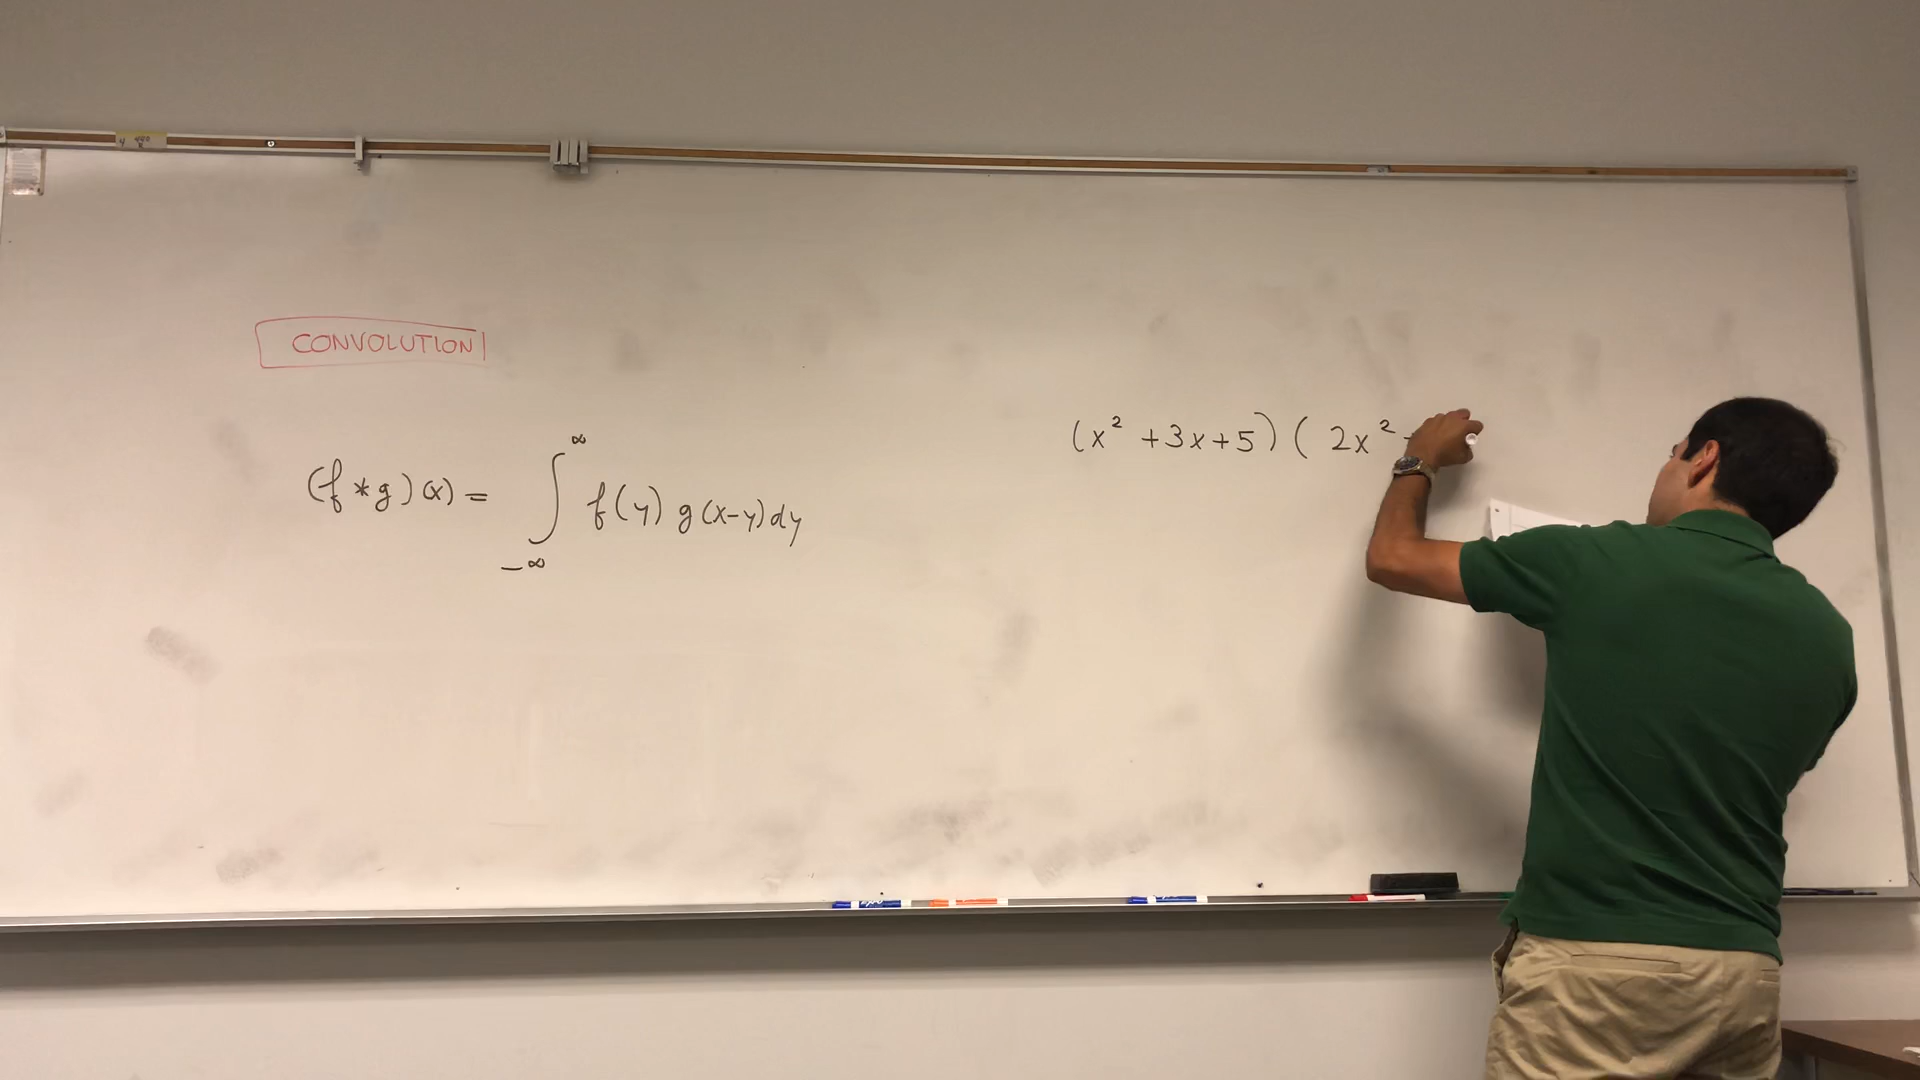 CONVOLUTION
(f * g)(x) = ∫_{-∞}^{∞} f(y) g(x-y) dy
(x² + 3x + 5) ( 2x²